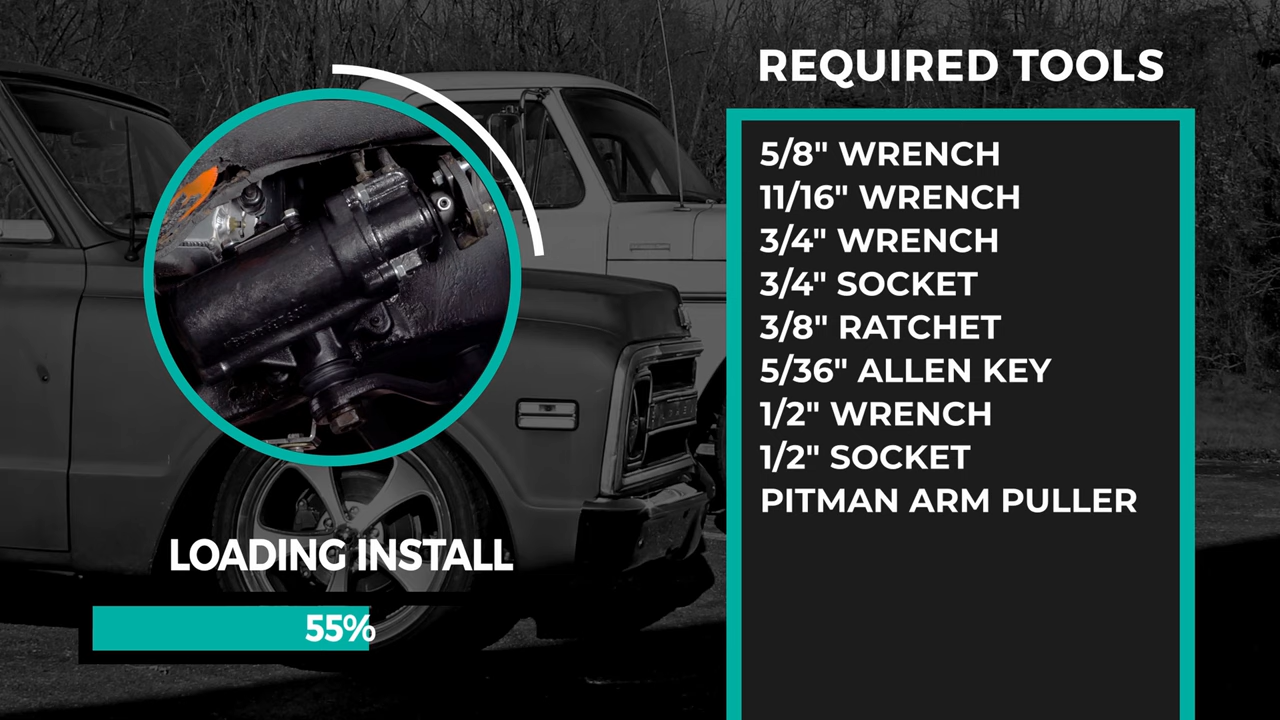 REQUIRED TOOLS
5/8" WRENCH
11/16" WRENCH
3/4" WRENCH
3/4" SOCKET
3/8" RATCHET
5/36" ALLEN KEY
1/2" WRENCH
1/2" SOCKET
PITMAN ARM PULLER
LOADING INSTALL
55%